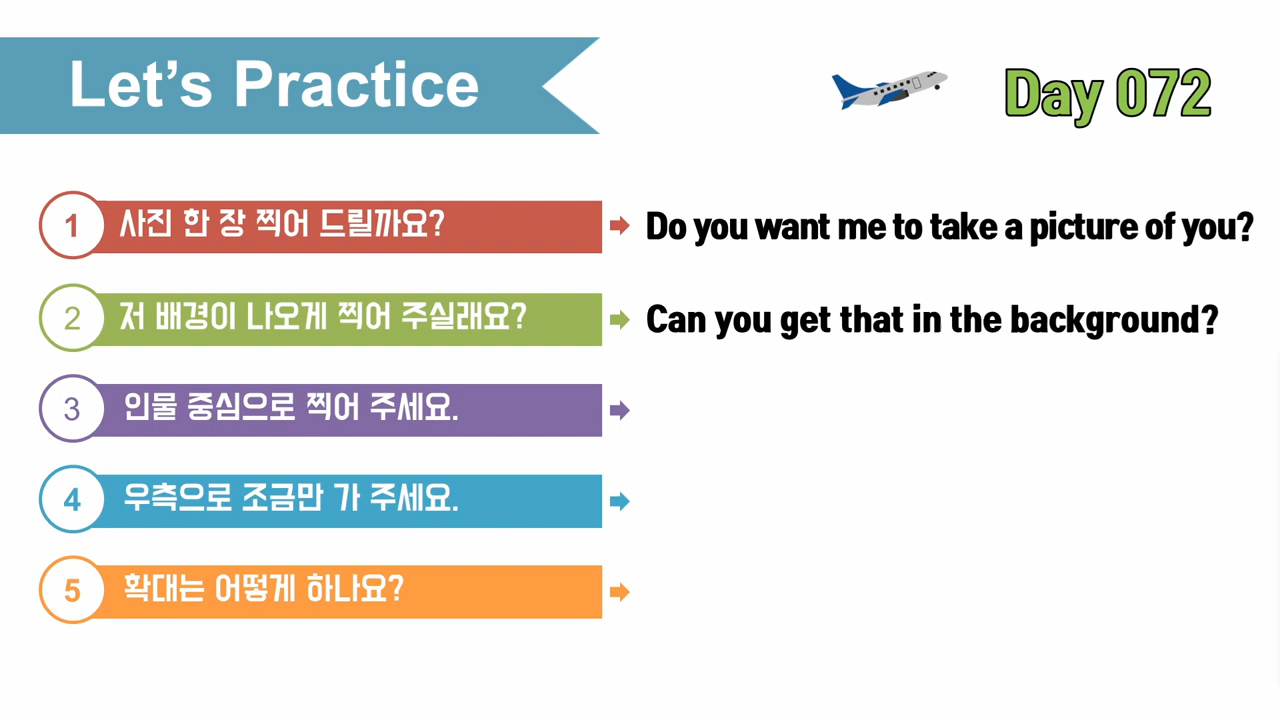 Let's Practice
Day 072
1 사진 한 장 찍어 드릴까요? Do you want me to take a picture of you?
2 저 배경이 나오게 찍어 주실래요? Can you get that in the background?
3 인물 중심으로 찍어 주세요.
4 우측으로 조금만 가 주세요.
5 확대는 어떻게 하나요?